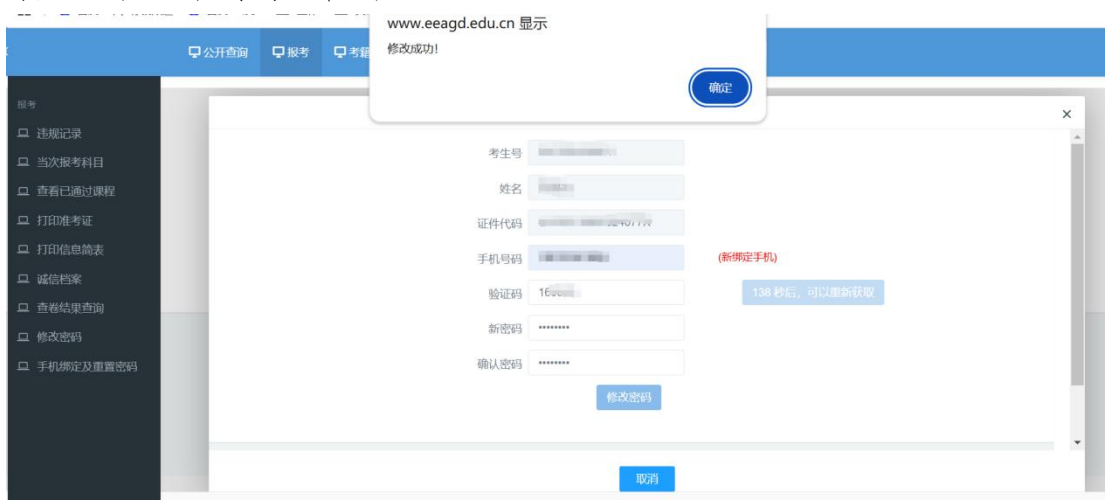 www.eeagd.edu.cn 显示
修改成功!
确定
公开查询 报考 考籍
报考
违规记录
当次报考科目
查看已通过课程
打印准考证
打印信息简表
诚信档案
查卷结果查询
修改密码
手机绑定及重置密码
×
考生号
姓名
证件代码
手机号码 (新绑定手机)
验证码 138 秒后，可以重新获取
新密码 ••••••••
确认密码 ••••••••
修改密码
取消